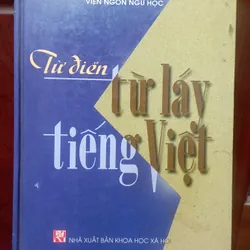 VIỆN NGÔN NGỮ HỌC
Từ điển
từ láy
tiếng Việt
NHÀ XUẤT BẢN KHOA HỌC XÃ HỘI